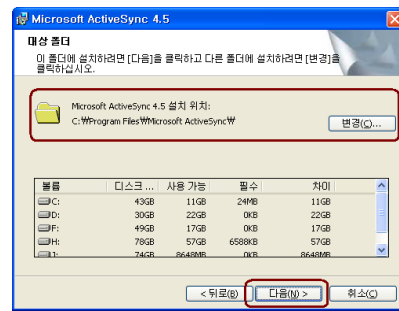 Microsoft ActiveSync 4.5
대상 폴더
이 폴더에 설치하려면 [다음]을 클릭하고 다른 폴더에 설치하려면 [변경]을
클릭하십시오.
Microsoft ActiveSync 4.5 설치 위치:
C:₩Program Files₩Microsoft ActiveSync₩
변경(C)...
볼륨 디스크 ... 사용 가능 필수 차이
C: 43GB 11GB 24MB 11GB
D: 30GB 22GB 0KB 22GB
F: 49GB 17GB 0KB 17GB
H: 78GB 57GB 6588KB 57GB
I: 74GB 8648MB 0KB 8648MB
< 뒤로(B) 다음(N) > 취소(C)